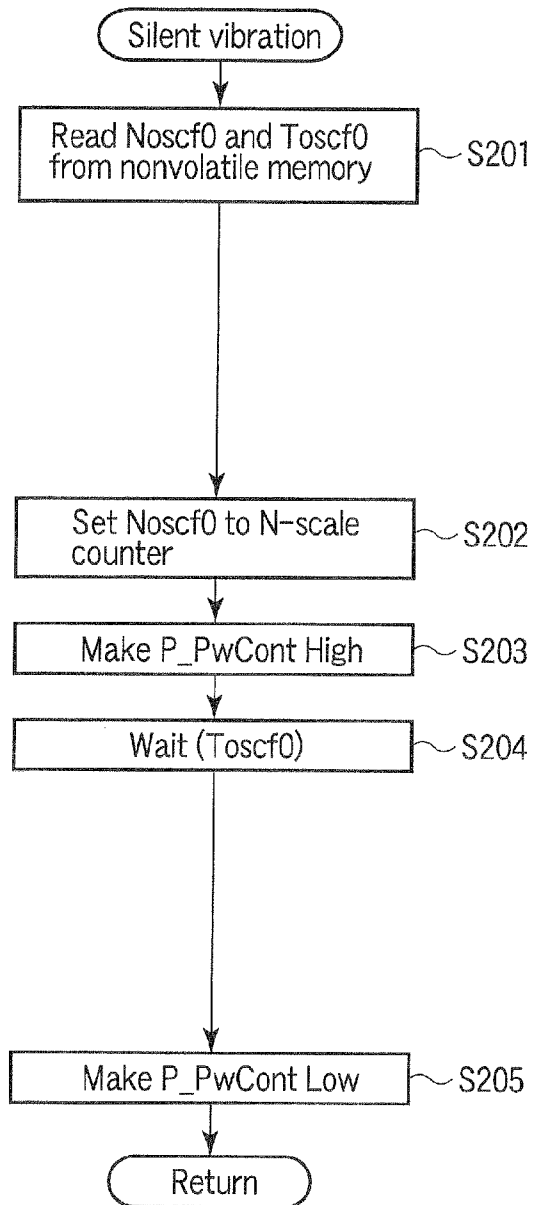 Silent vibration
Read Noscf0 and Toscf0
from nonvolatile memory
S201
Set Noscf0 to N-scale
counter
S202
Make P_PwCont High
S203
Wait (Toscf0)
S204
Make P_PwCont Low
S205
Return